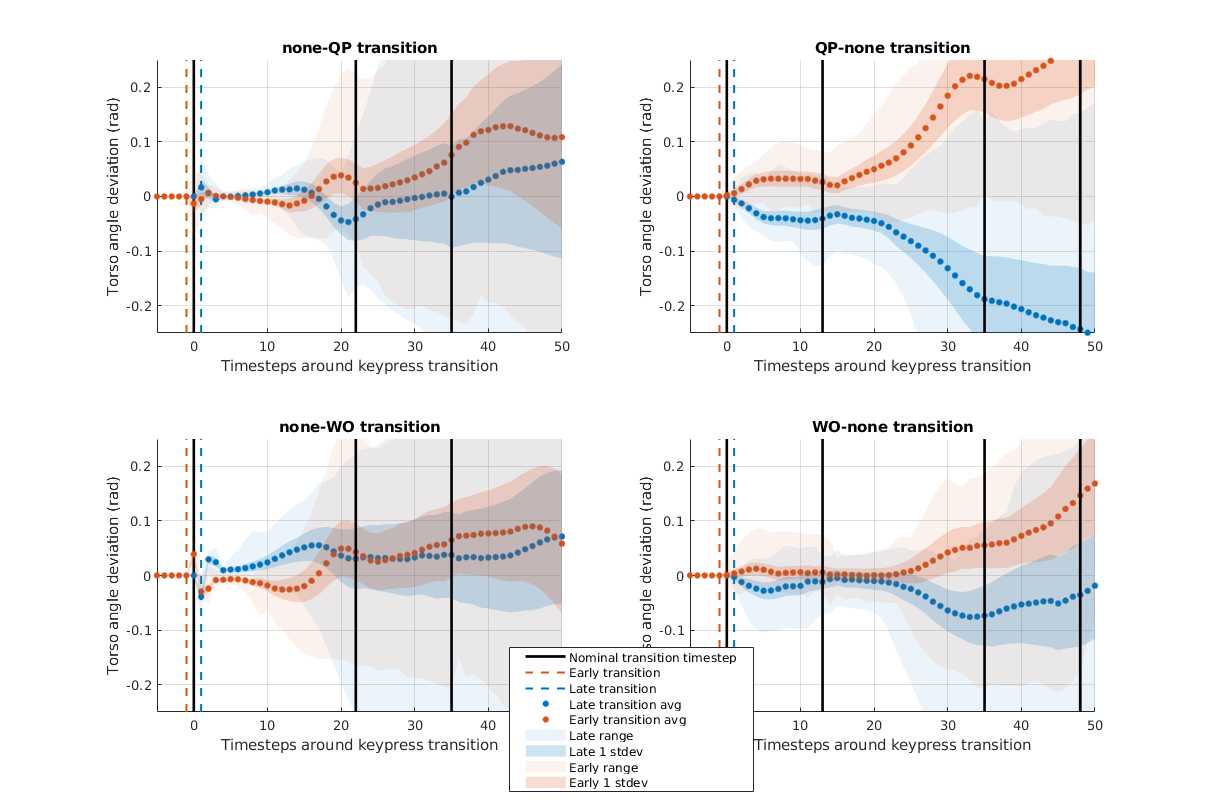 none-QP transition
0.2
0.1
0
-0.1
-0.2
Torso angle deviation (rad)
0 10 20 30 40 50
Timesteps around keypress transition
QP-none transition
0.2
0.1
0
-0.1
-0.2
Torso angle deviation (rad)
0 10 20 30 40 50
Timesteps around keypress transition
none-WO transition
0.2
0.1
0
-0.1
-0.2
Torso angle deviation (rad)
0 10 20 30 40
Timesteps around keypress transition
WO-none transition
0.2
0.1
0
-0.1
so angle deviation (rad)
10 20 30 40 50
Timesteps around keypress transition
Nominal transition timestep
Early transition
Late transition
Late transition avg
Early transition avg
Late range
Late 1 stdev
Early range
Early 1 stdev